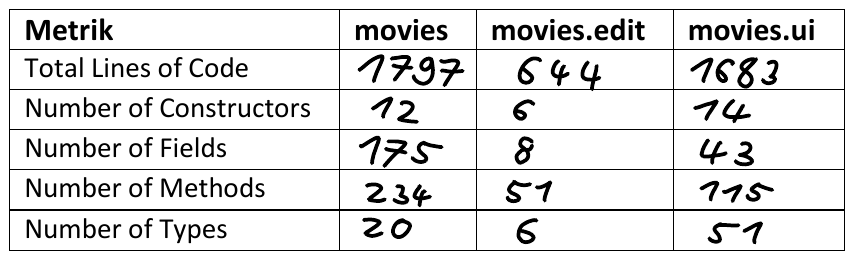 Metrik movies movies.edit movies.ui
Total Lines of Code 1797 644 1683
Number of Constructors 12 6 14
Number of Fields 175 8 43
Number of Methods 234 51 115
Number of Types 20 6 51